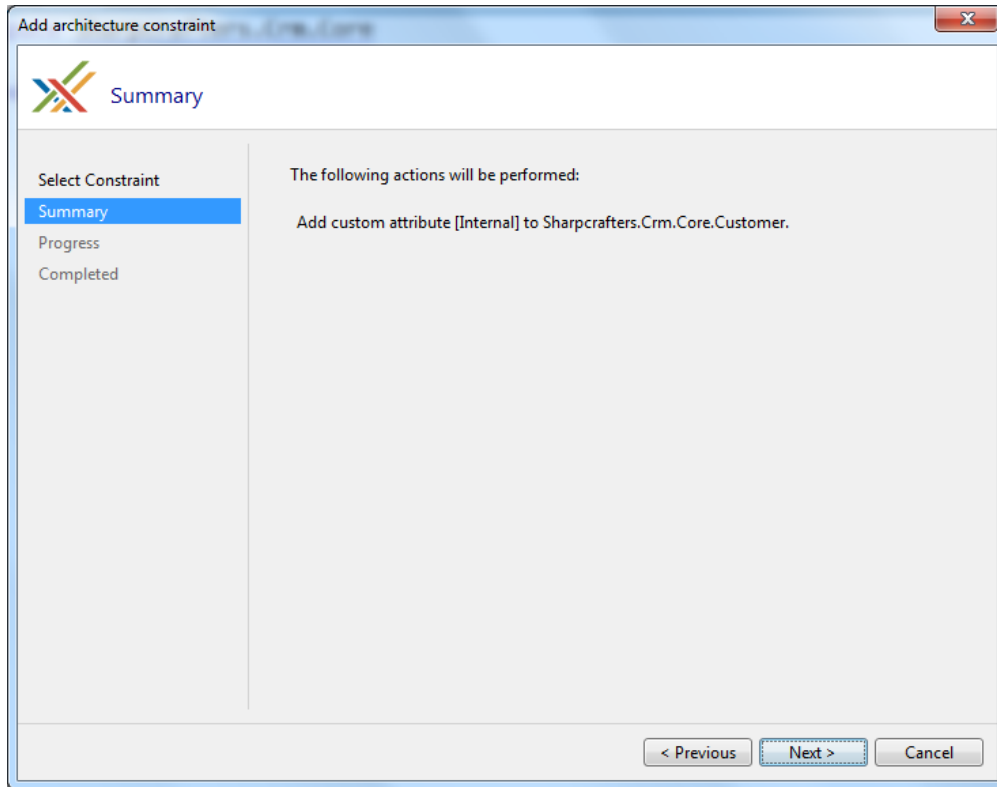 Add architecture constraint
Summary
Select Constraint
Summary
Progress
Completed
The following actions will be performed:
Add custom attribute [Internal] to Sharpcrafters.Crm.Core.Customer.
< Previous
Next >
Cancel